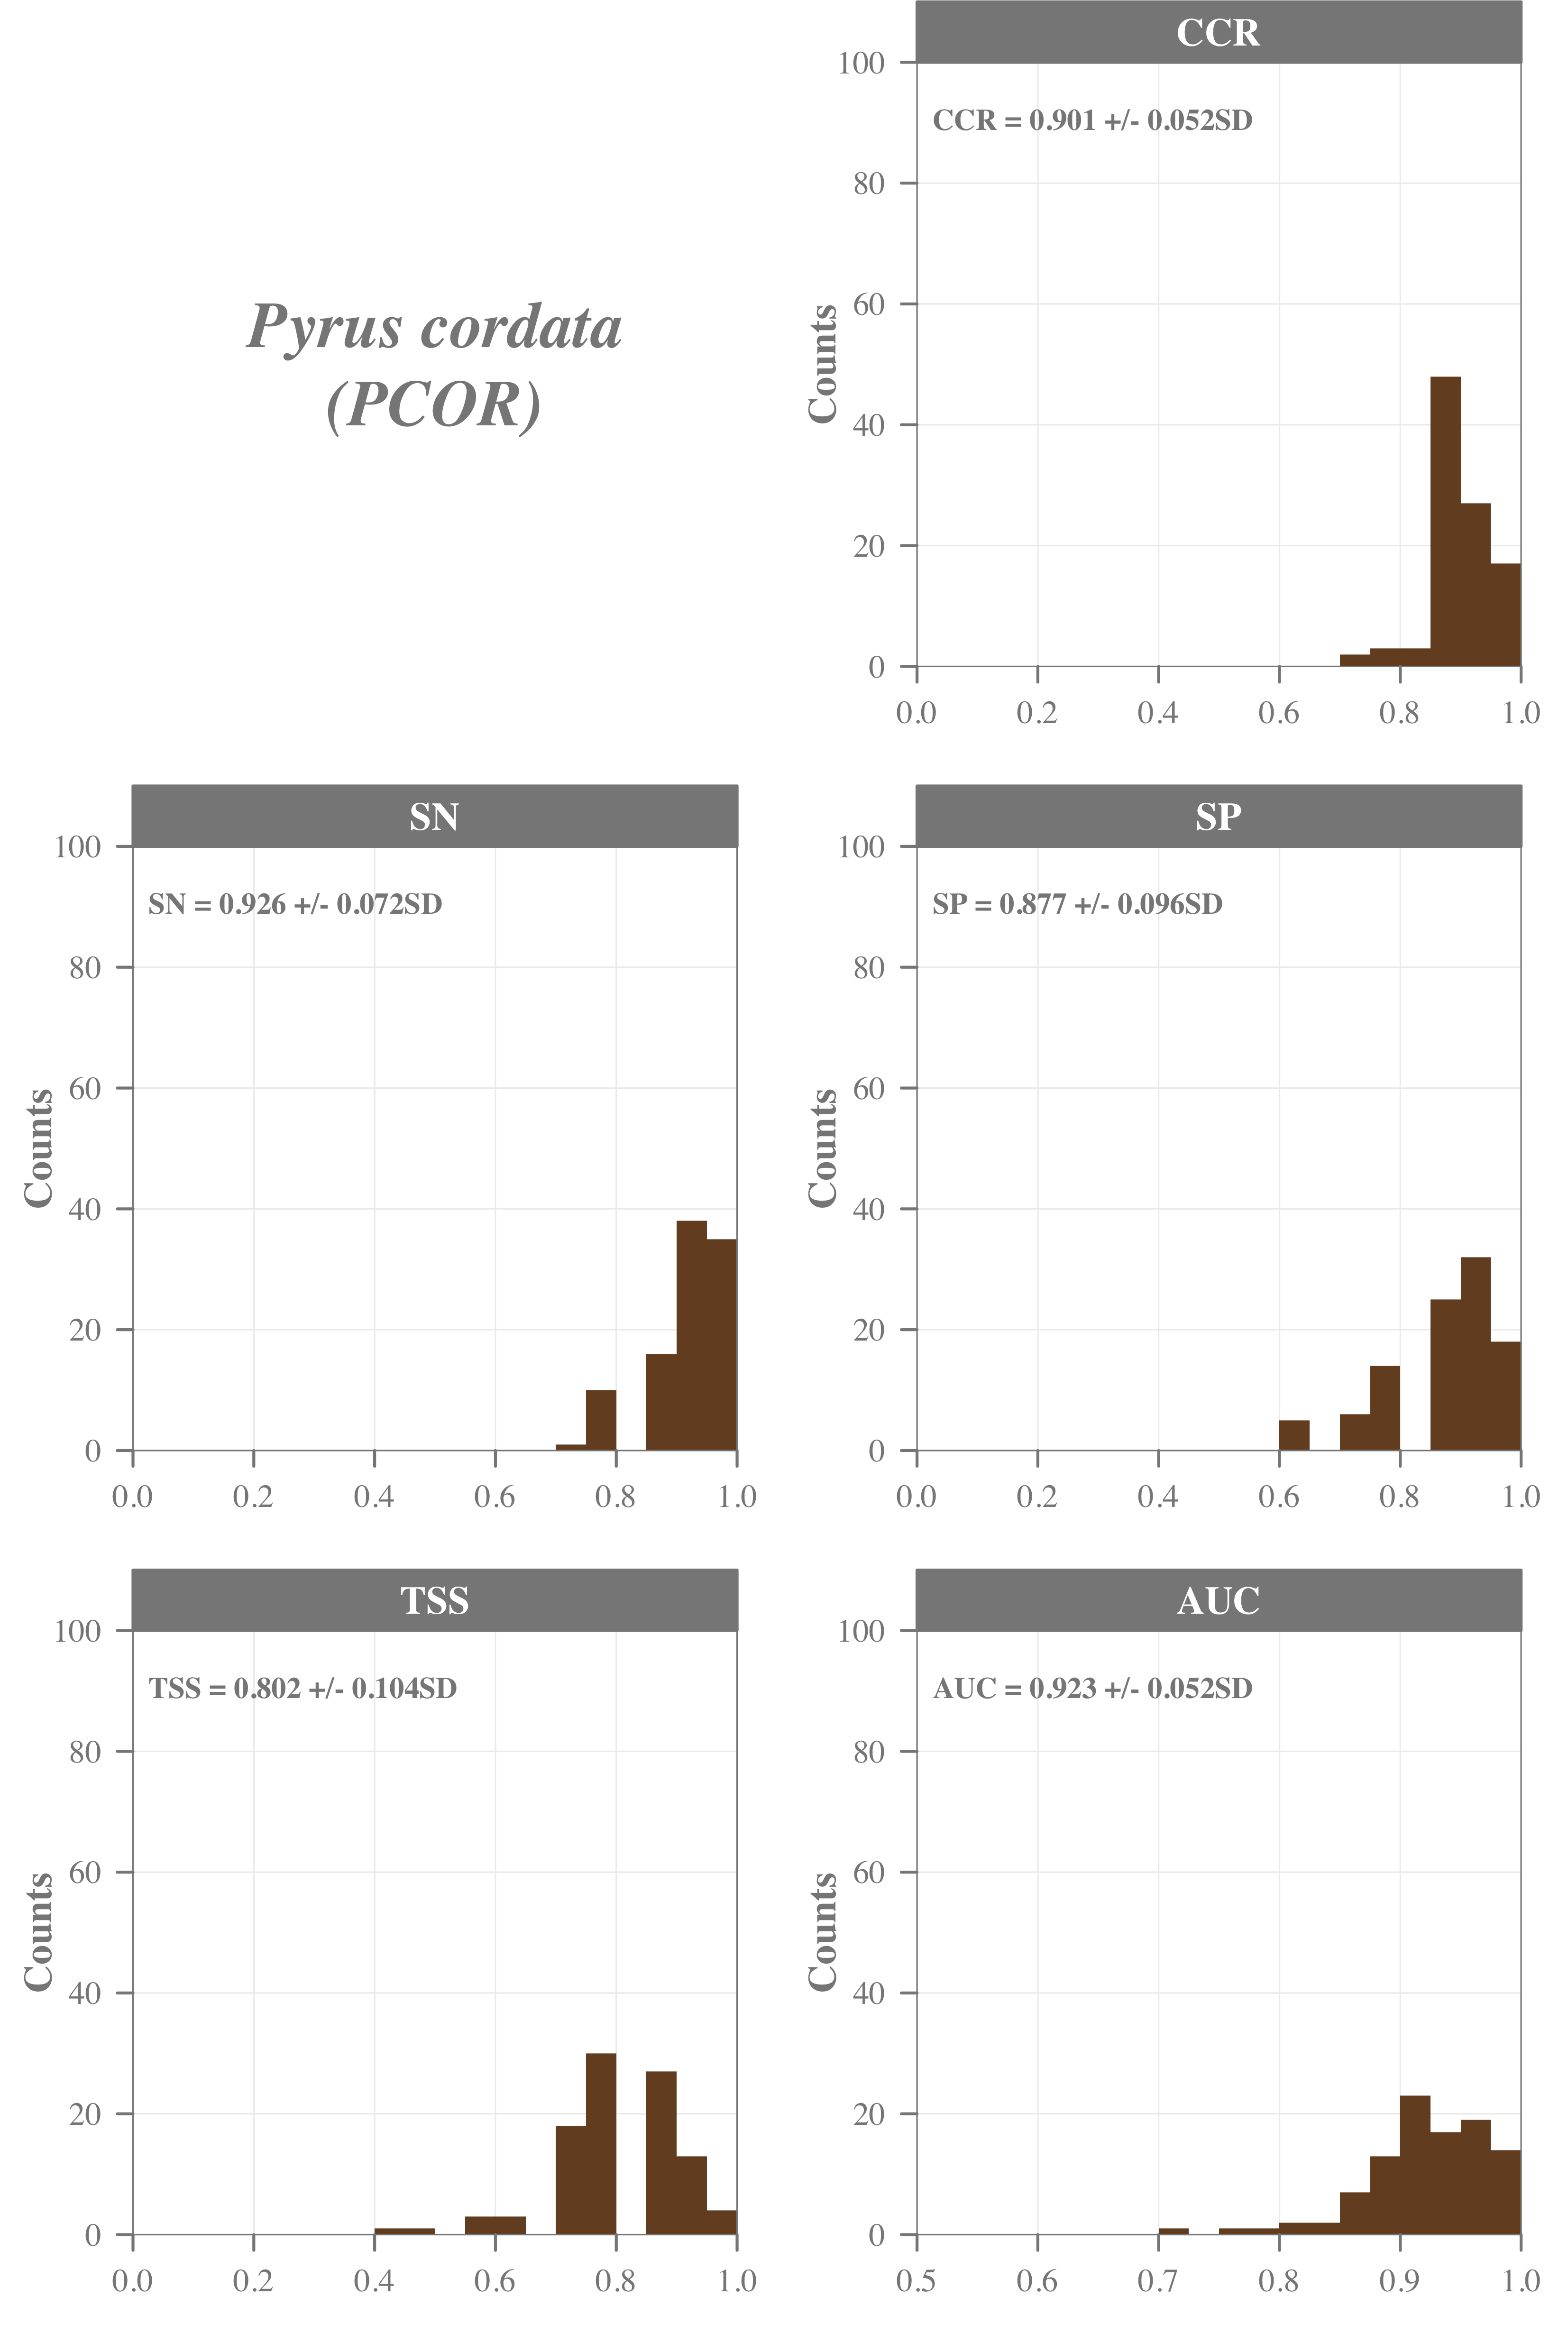 Pyrus cordata
(PCOR)
CCR
CCR = 0.901 +/- 0.052SD
Counts
100
80
60
40
20
0
0.0 0.2 0.4 0.6 0.8 1.0
SN
SN = 0.926 +/- 0.072SD
Counts
100
80
60
40
20
0
0.0 0.2 0.4 0.6 0.8 1.0
SP
SP = 0.877 +/- 0.096SD
Counts
100
80
60
40
20
0
0.0 0.2 0.4 0.6 0.8 1.0
TSS
TSS = 0.802 +/- 0.104SD
Counts
100
80
60
40
20
0
0.0 0.2 0.4 0.6 0.8 1.0
AUC
AUC = 0.923 +/- 0.052SD
Counts
100
80
60
40
20
0
0.5 0.6 0.7 0.8 0.9 1.0